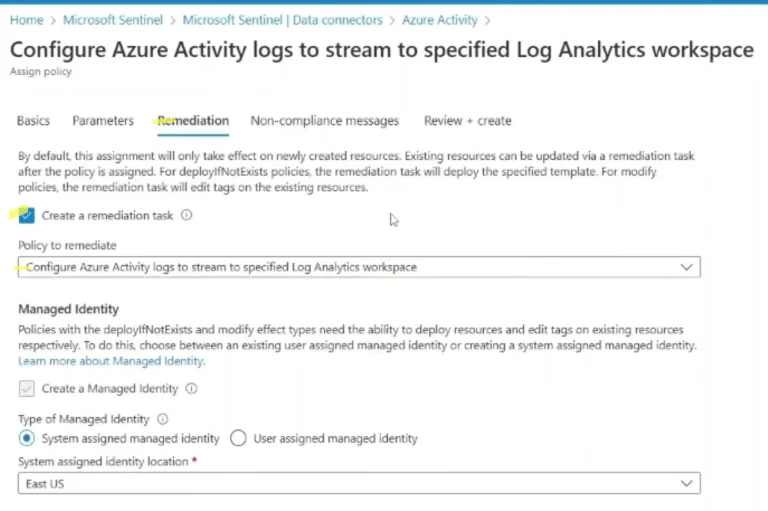 Home > Microsoft Sentinel > Microsoft Sentinel | Data connectors > Azure Activity >
Configure Azure Activity logs to stream to specified Log Analytics workspace
Assign policy
Basics Parameters Remediation Non-compliance messages Review + create
By default, this assignment will only take effect on newly created resources. Existing resources can be updated via a remediation task
after the policy is assigned. For deployIfNotExists policies, the remediation task will deploy the specified template. For modify
policies, the remediation task will edit tags on the existing resources.
Create a remediation task
Policy to remediate
Configure Azure Activity logs to stream to specified Log Analytics workspace
Managed Identity
Policies with the deployIfNotExists and modify effect types need the ability to deploy resources and edit tags on existing resources
respectively. To do this, choose between an existing user assigned managed identity or creating a system assigned managed identity.
Learn more about Managed Identity.
Create a Managed Identity
Type of Managed Identity
System assigned managed identity User assigned managed identity
System assigned identity location *
East US